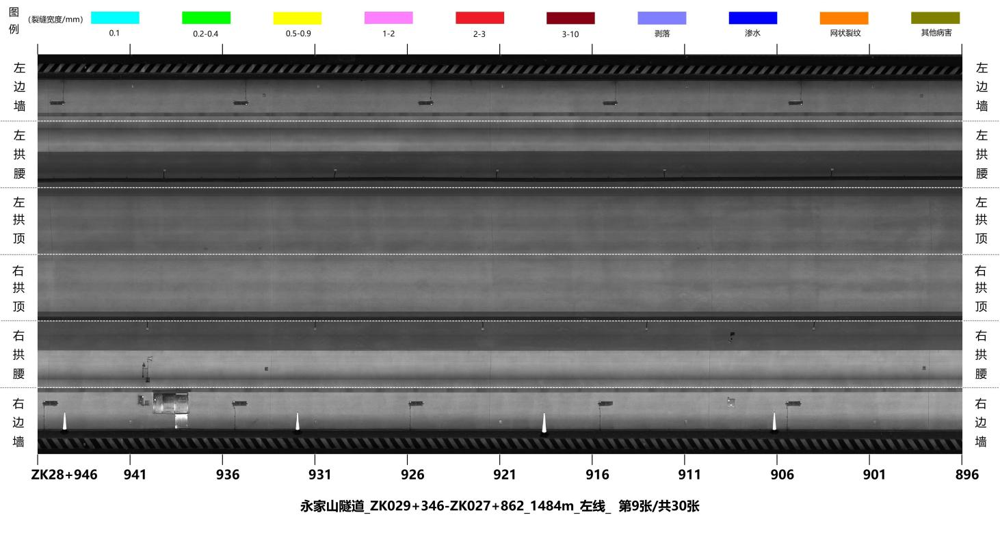 图例
(裂缝宽度/mm)
0.1
0.2-0.4
0.5-0.9
1-2
2-3
3-10
剥落
渗水
网状裂纹
其他病害
左边墙
左边墙
左拱腰
左拱腰
左拱顶
左拱顶
右拱顶
右拱顶
右拱腰
右拱腰
右边墙
右边墙
ZK28+946 941 936 931 926 921 916 911 906 901 896
永家山隧道_ZK029+346-ZK027+862_1484m_左线_ 第9张/共30张